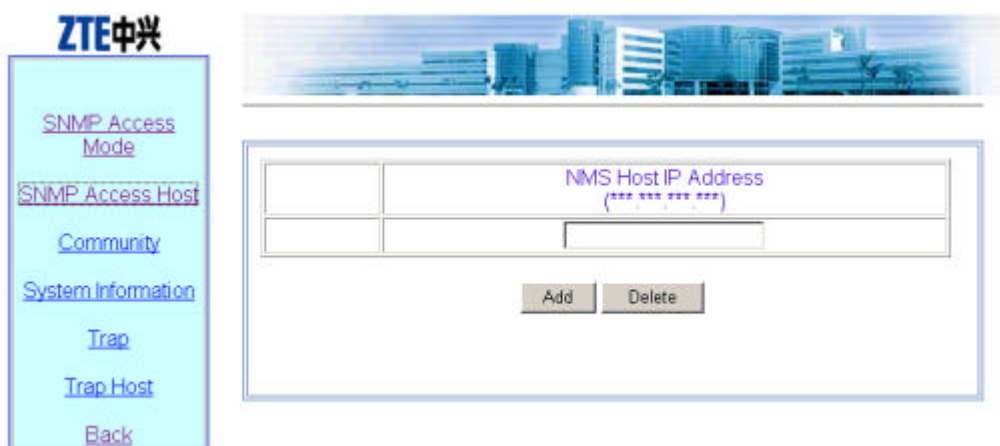 ZTE中兴
SNMP Access
Mode
SNMP Access Host
Community
System Information
Trap
Trap Host
Back
NMS Host IP Address
(***.***.***.***)
Add
Delete